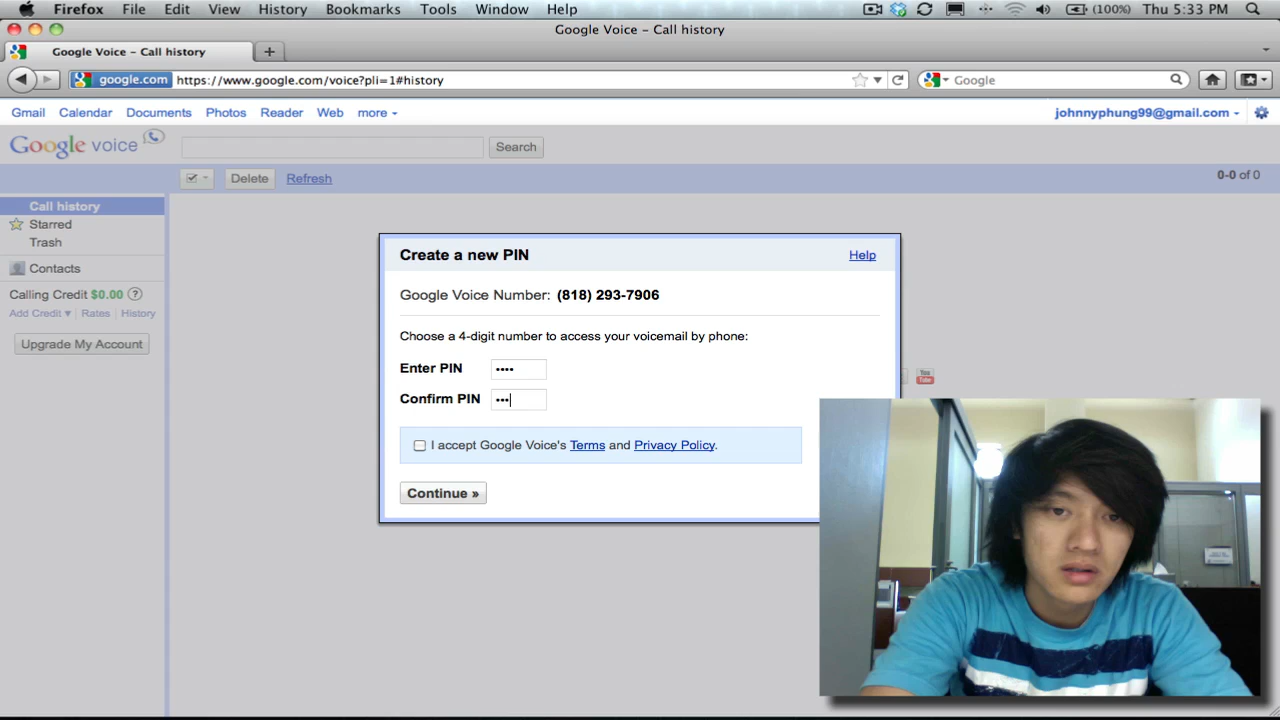 Firefox File Edit View History Bookmarks Tools Window Help (100%) Thu 5:33 PM
Google Voice – Call history
Google Voice – Call history +
google.com https://www.google.com/voice?pli=1#history Google
Gmail Calendar Documents Photos Reader Web more johnnyphung99@gmail.com
Google voice Search
Delete Refresh 0-0 of 0
Call history
Starred
Trash
Contacts
Calling Credit $0.00 ?
Add Credit Rates History
Upgrade My Account
Create a new PIN Help
Google Voice Number: (818) 293-7906
Choose a 4-digit number to access your voicemail by phone:
Enter PIN ••••
Confirm PIN •••
I accept Google Voice's Terms and Privacy Policy.
Continue »
You
Tube